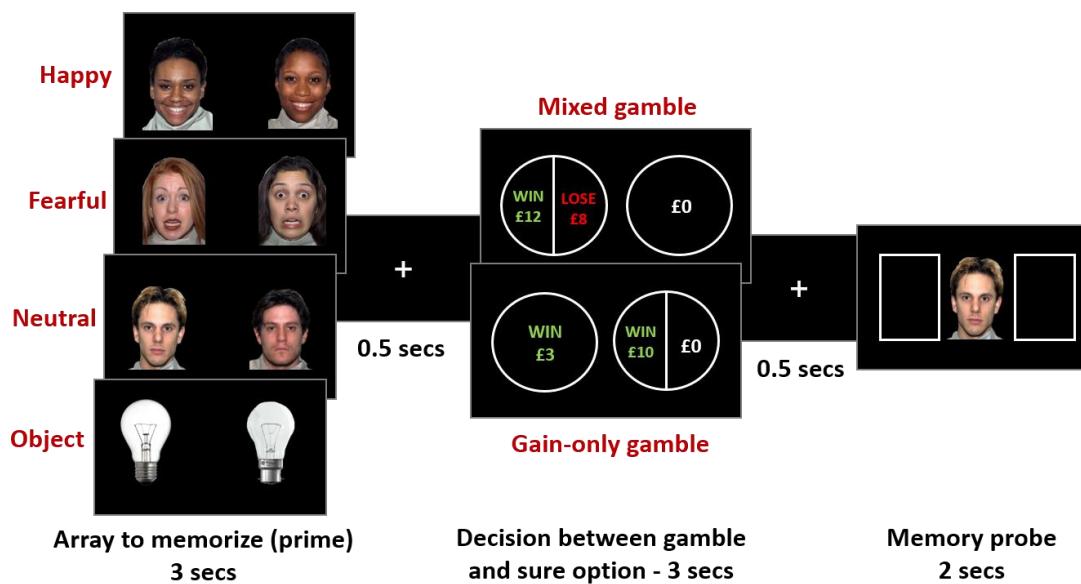 Happy
Fearful
Neutral
Object
Array to memorize (prime)
3 secs
+
0.5 secs
Mixed gamble
WIN
£12
LOSE
£8
£0
WIN
£3
WIN
£10
£0
Gain-only gamble
Decision between gamble
and sure option - 3 secs
+
0.5 secs
Memory probe
2 secs